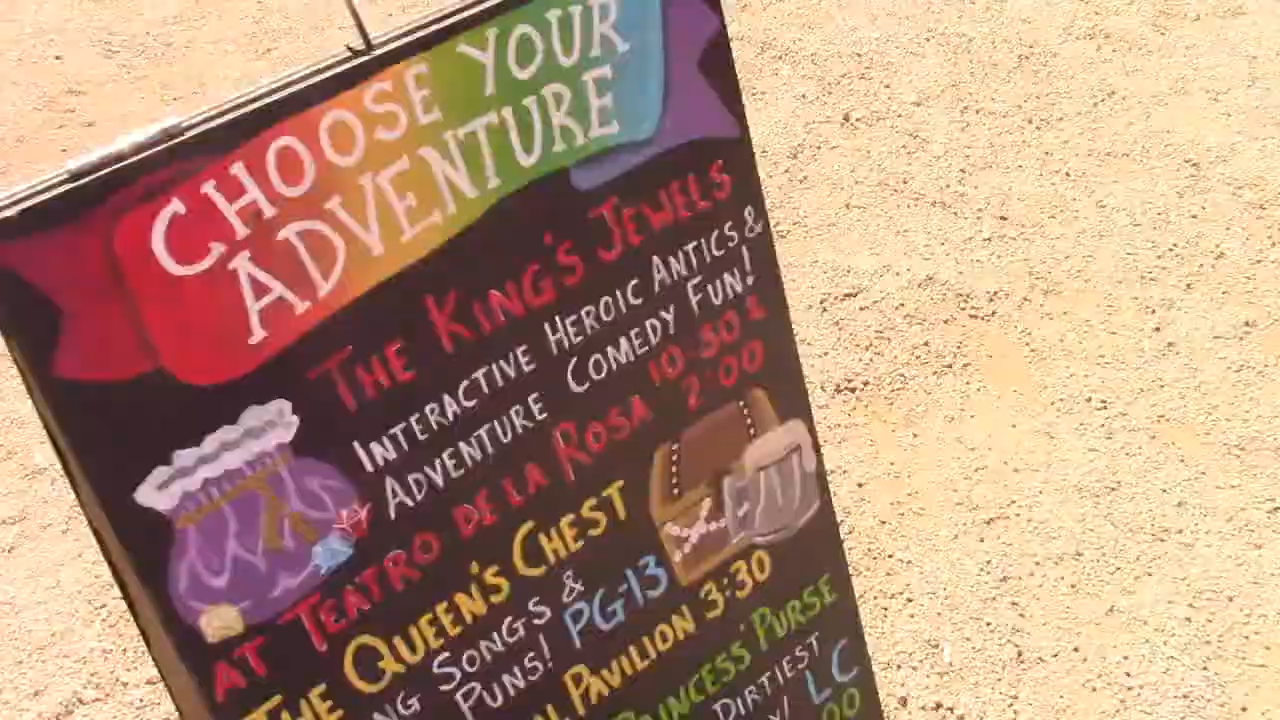 CHOOSE YOUR
ADVENTURE
THE KING'S JEWELS
INTERACTIVE HEROIC ANTICS &
ADVENTURE COMEDY FUN!
AT TEATRO DE LA ROSA 10:30 &
2:00
THE QUEEN'S CHEST
SONGS &
PUNS! PG-13
PAVILION 3:30
PRINCESS' PURSE
DIRTIEST
LC
00